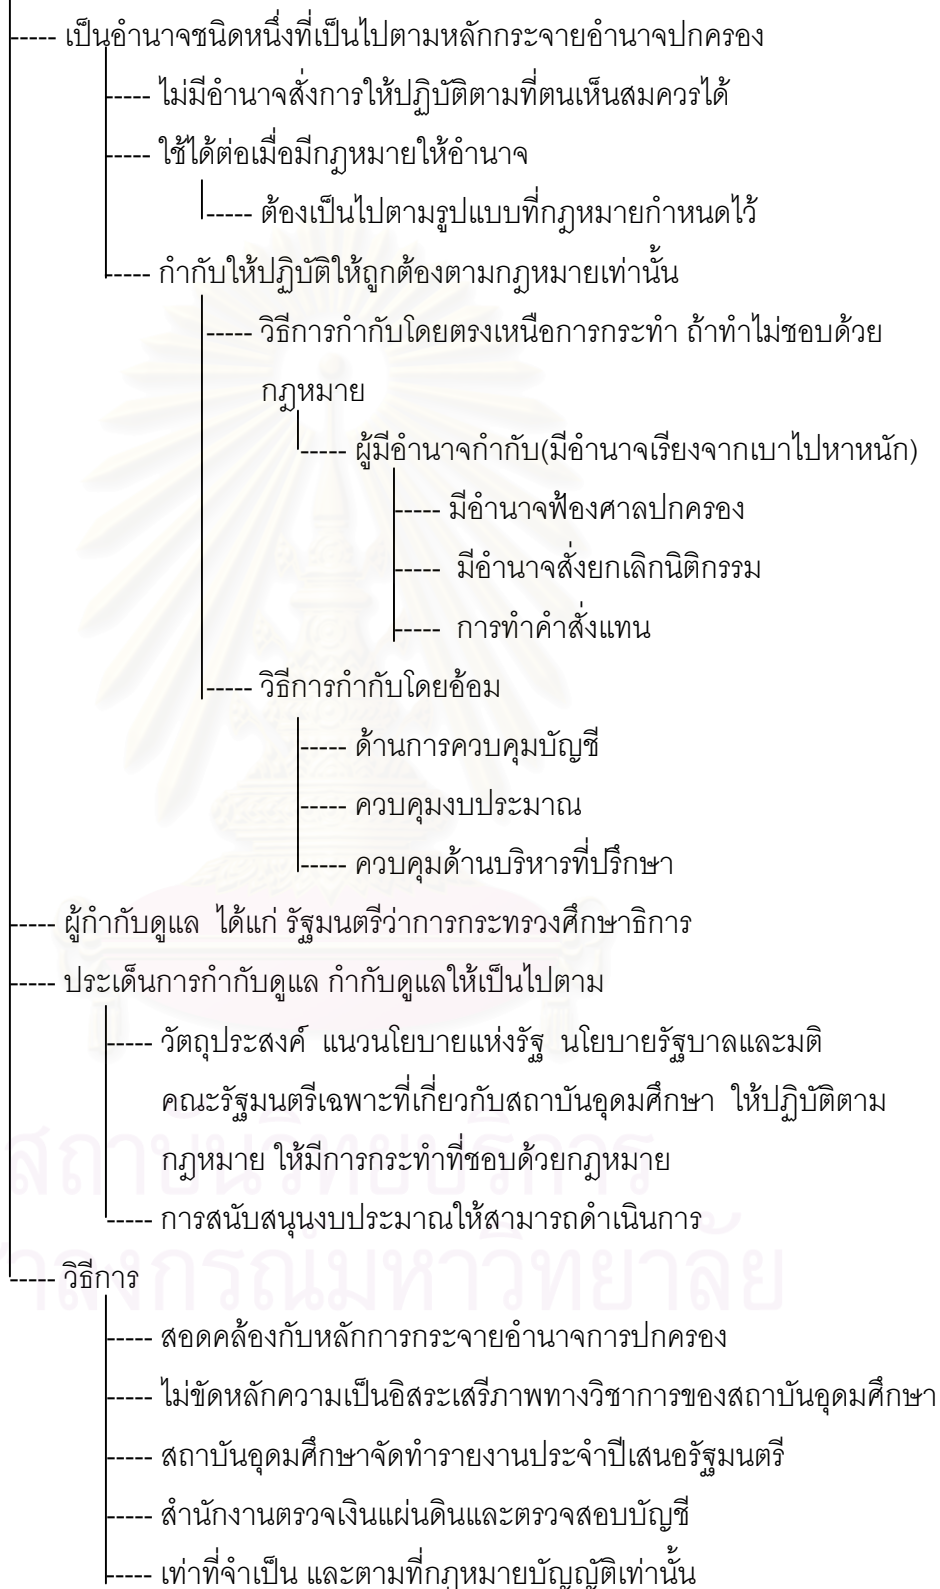 ----- เป็นอำนาจชนิดหนึ่งที่เป็นไปตามหลักกระจายอำนาจปกครอง
----- ไม่มีอำนาจสั่งการให้ปฏิบัติตามที่ตนเห็นสมควรได้
----- ใช้ได้ต่อเมื่อมีกฎหมายให้อำนาจ
----- ต้องเป็นไปตามรูปแบบที่กฎหมายกำหนดไว้
----- กำกับให้ปฏิบัติให้ถูกต้องตามกฎหมายเท่านั้น
----- วิธีการกำกับโดยตรงเหนือการกระทำ ถ้าทำไม่ชอบด้วย
กฎหมาย
----- ผู้มีอำนาจกำกับ(มีอำนาจเรียงจากเบาไปหาหนัก)
----- มีอำนาจฟ้องศาลปกครอง
----- มีอำนาจสั่งยกเลิกนิติกรรม
----- การทำคำสั่งแทน
----- วิธีการกำกับโดยอ้อม
----- ด้านการควบคุมบัญชี
----- ควบคุมงบประมาณ
----- ควบคุมด้านบริหารที่ปรึกษา
----- ผู้กำกับดูแล ได้แก่ รัฐมนตรีว่าการกระทรวงศึกษาธิการ
----- ประเด็นการกำกับดูแล กำกับดูแลให้เป็นไปตาม
----- วัตถุประสงค์ แนวนโยบายแห่งรัฐ นโยบายรัฐบาลและมติ
คณะรัฐมนตรีเฉพาะที่เกี่ยวกับสถาบันอุดมศึกษา ให้ปฏิบัติตาม
กฎหมาย ให้มีการกระทำที่ชอบด้วยกฎหมาย
สถาบันวิทยบริการ
----- การสนับสนุนงบประมาณให้สามารถดำเนินการ
----- วิธีการ
าลงกรณ์มหาวิทยาลัย
----- สอดคล้องกับหลักการกระจายอำนาจการปกครอง
----- ไม่ขัดหลักความเป็นอิสระเสรีภาพทางวิชาการของสถาบันอุดมศึกษา
----- สถาบันอุดมศึกษาจัดทำรายงานประจำปีเสนอรัฐมนตรี
----- สำนักงานตรวจเงินแผ่นดินและตรวจสอบบัญชี
----- เท่าที่จำเป็น และตามที่กฎหมายบัญญัติเท่านั้น